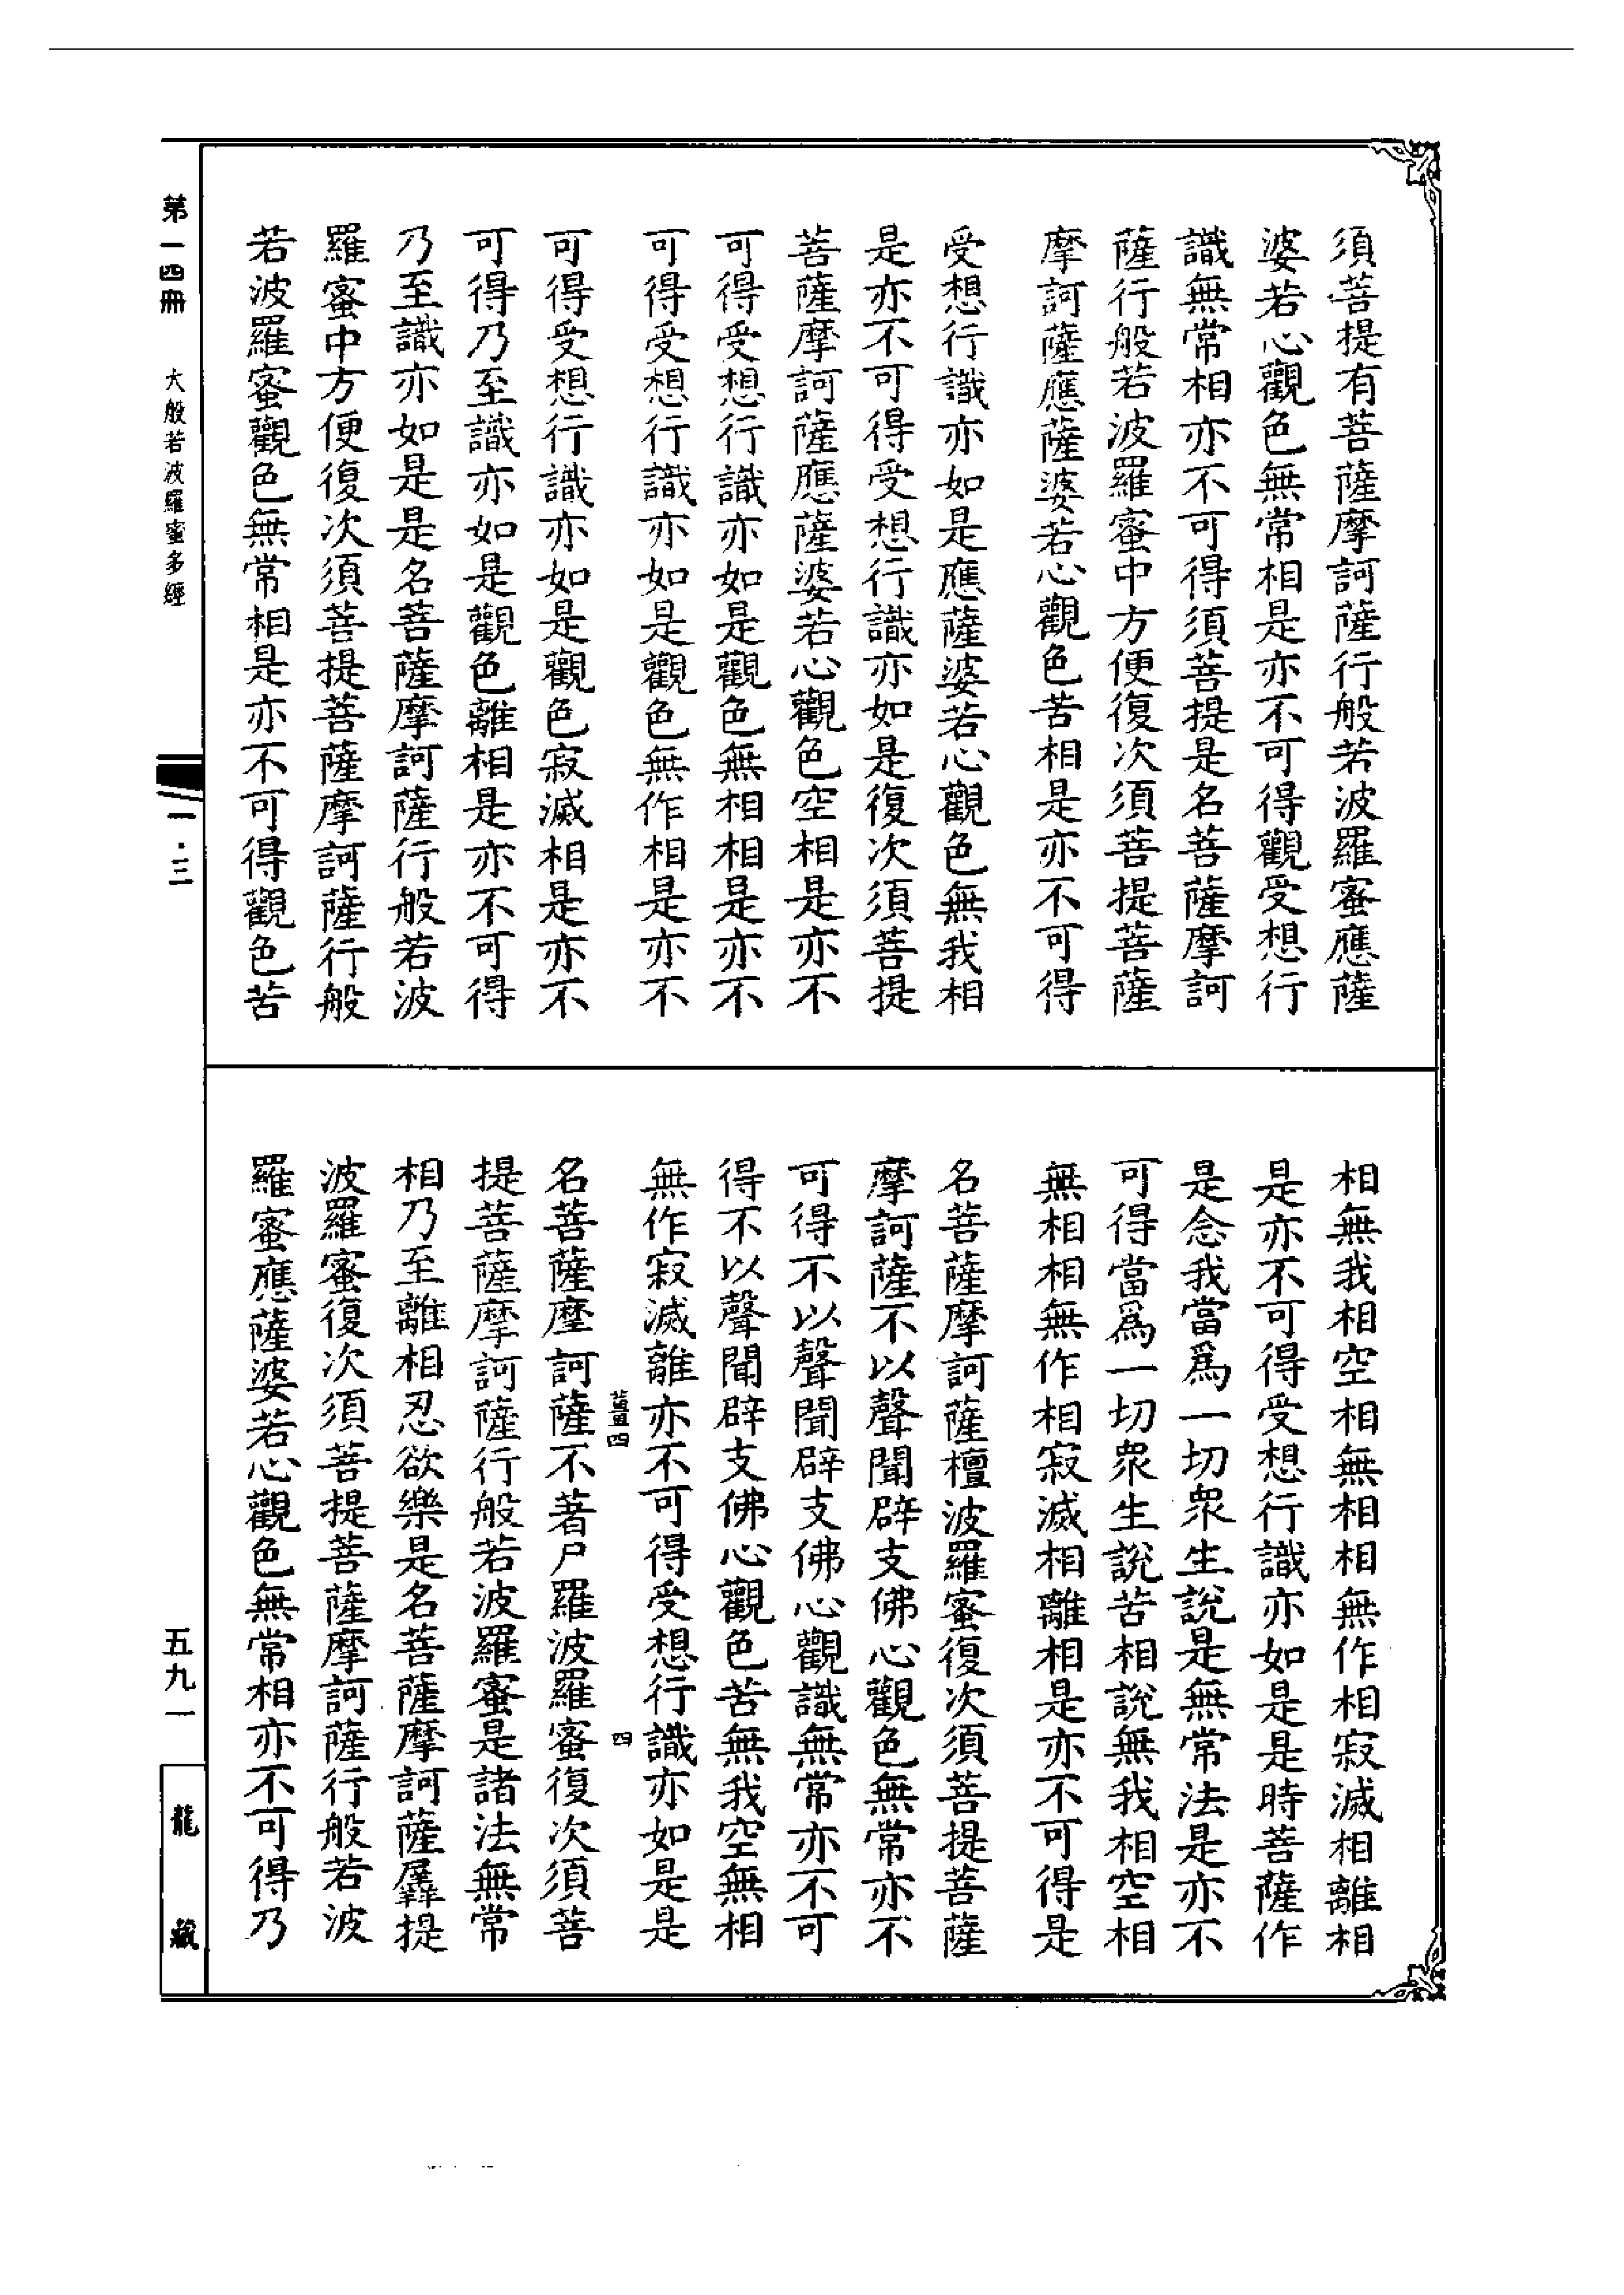 須菩提有菩薩摩訶薩行般若波羅蜜應薩
婆若心觀色無常相是亦不可得觀受想行
識無常相亦不可得須菩提是名菩薩摩訶
薩行般若波羅蜜中方便復次須菩提菩薩
摩訶薩應薩婆若心觀色苦相是亦不可得
受想行識亦如是應薩婆若心觀色無我相
是亦不可得受想行識亦如是復次須菩提
菩薩摩訶薩應薩婆若心觀色空相是亦不
可得受想行識亦如是觀色無相相是亦不
可得受想行識亦如是觀色無作相是亦不
可得受想行識亦如是觀色寂滅相是亦不
可得乃至識亦如是觀色離相是亦不可得
乃至識亦如是是名菩薩摩訶薩行般若波
羅蜜中方便復次須菩提菩薩摩訶薩行般
若波羅蜜觀色無常相是亦不可得觀色苦
相無我相空相無相相無作相寂滅相離相
是亦不可得受想行識亦如是是時菩薩作
是念我當爲一切眾生說是無常法是亦不
可得當爲一切眾生說苦相說無我相空相
無相相無作相寂滅相離相是亦不可得是
名菩薩摩訶薩檀波羅蜜復次須菩提菩薩
摩訶薩不以聲聞辟支佛心觀色無常亦不
可得不以聲聞辟支佛心觀識無常亦不可
得不以聲聞辟支佛心觀色苦無我空無相
無作寂滅離亦不可得受想行識亦如是是
薑四
四
名菩薩摩訶薩不著尸羅波羅蜜復次須菩
提菩薩摩訶薩行般若波羅蜜是諸法無常
相乃至離相忍欲樂是名菩薩摩訶薩羼提
波羅蜜復次須菩提菩薩摩訶薩行般若波
羅蜜應薩婆若心觀色無常相亦不可得乃
第一四冊
大般若波羅蜜多經
一·三
五九一
龍藏